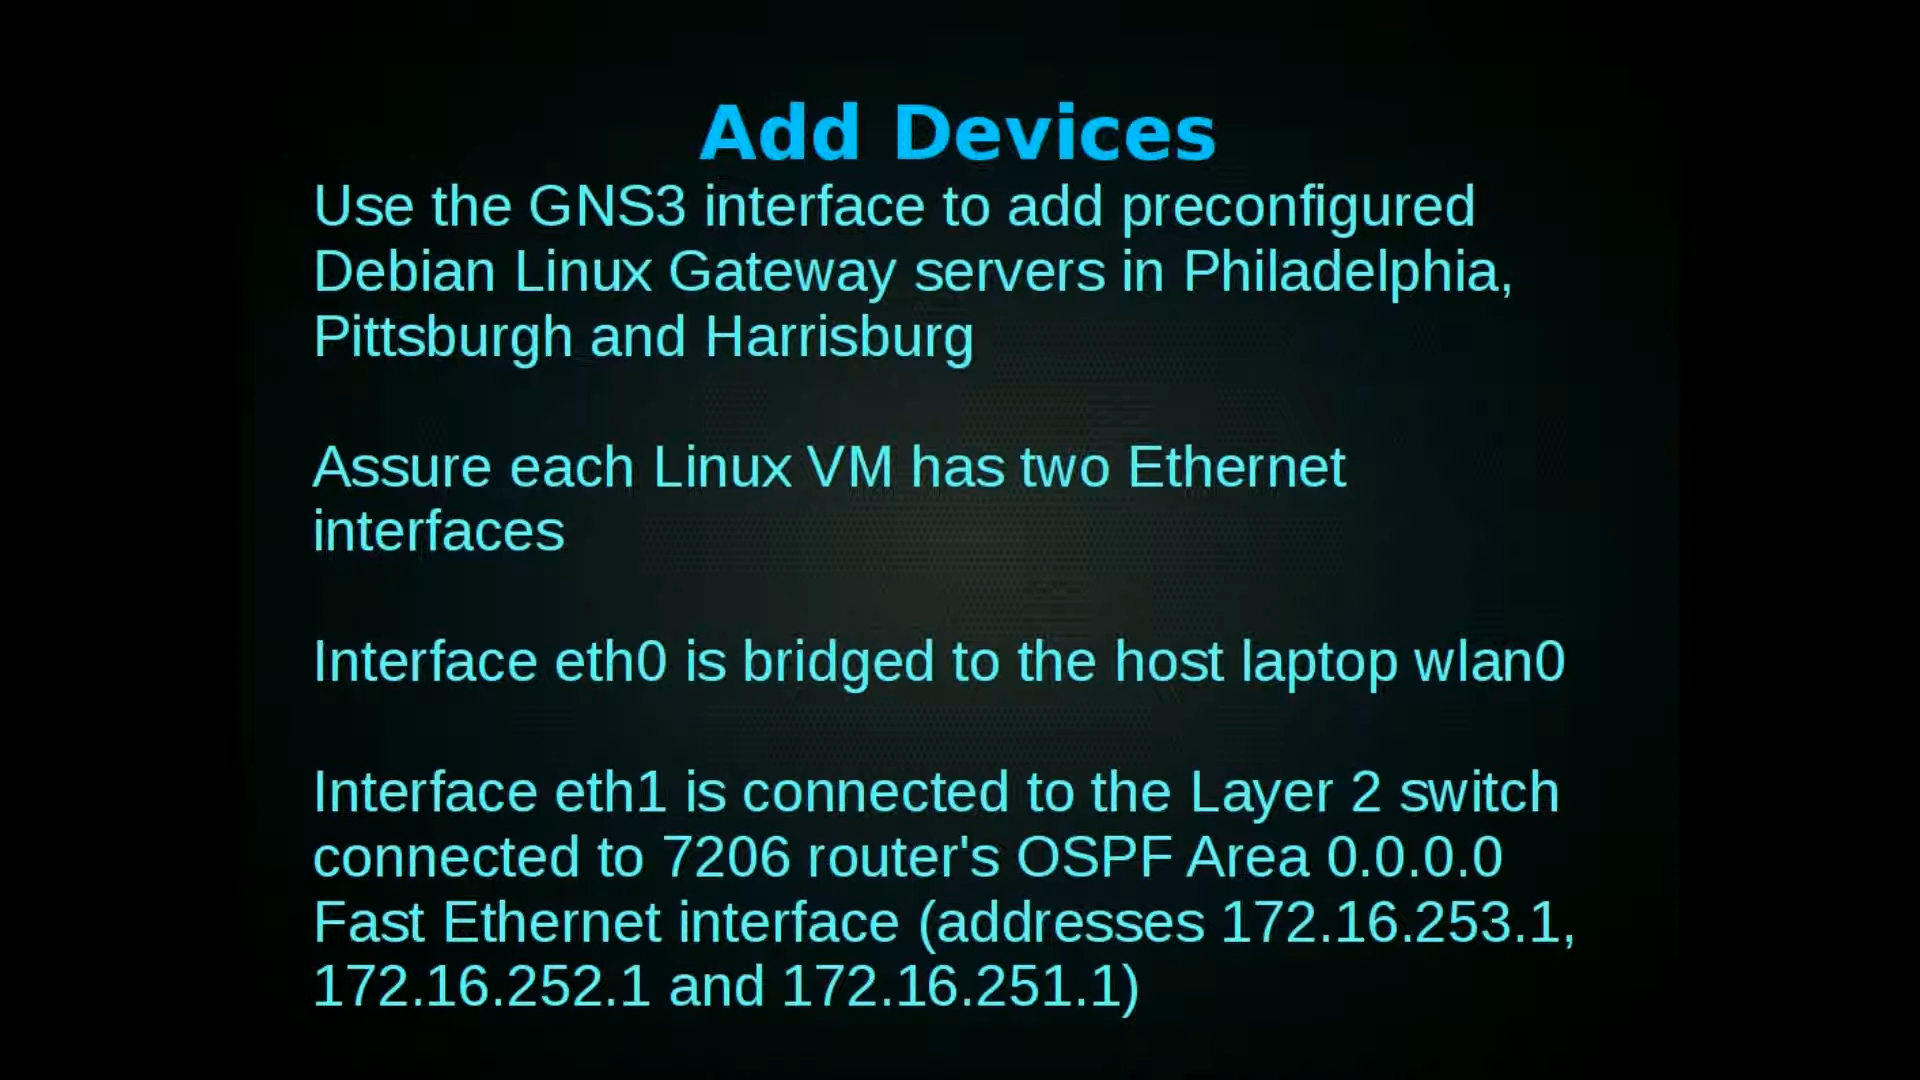 Add Devices
Use the GNS3 interface to add preconfigured
Debian Linux Gateway servers in Philadelphia,
Pittsburgh and Harrisburg
Assure each Linux VM has two Ethernet
interfaces
Interface eth0 is bridged to the host laptop wlan0
Interface eth1 is connected to the Layer 2 switch
connected to 7206 router's OSPF Area 0.0.0.0
Fast Ethernet interface (addresses 172.16.253.1,
172.16.252.1 and 172.16.251.1)